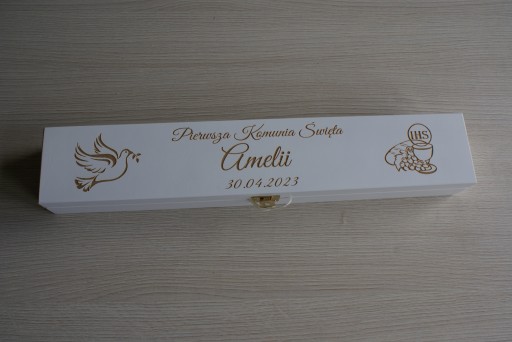 Pierwsza Komunia Święta
Amelii
30.04.2023
IHS